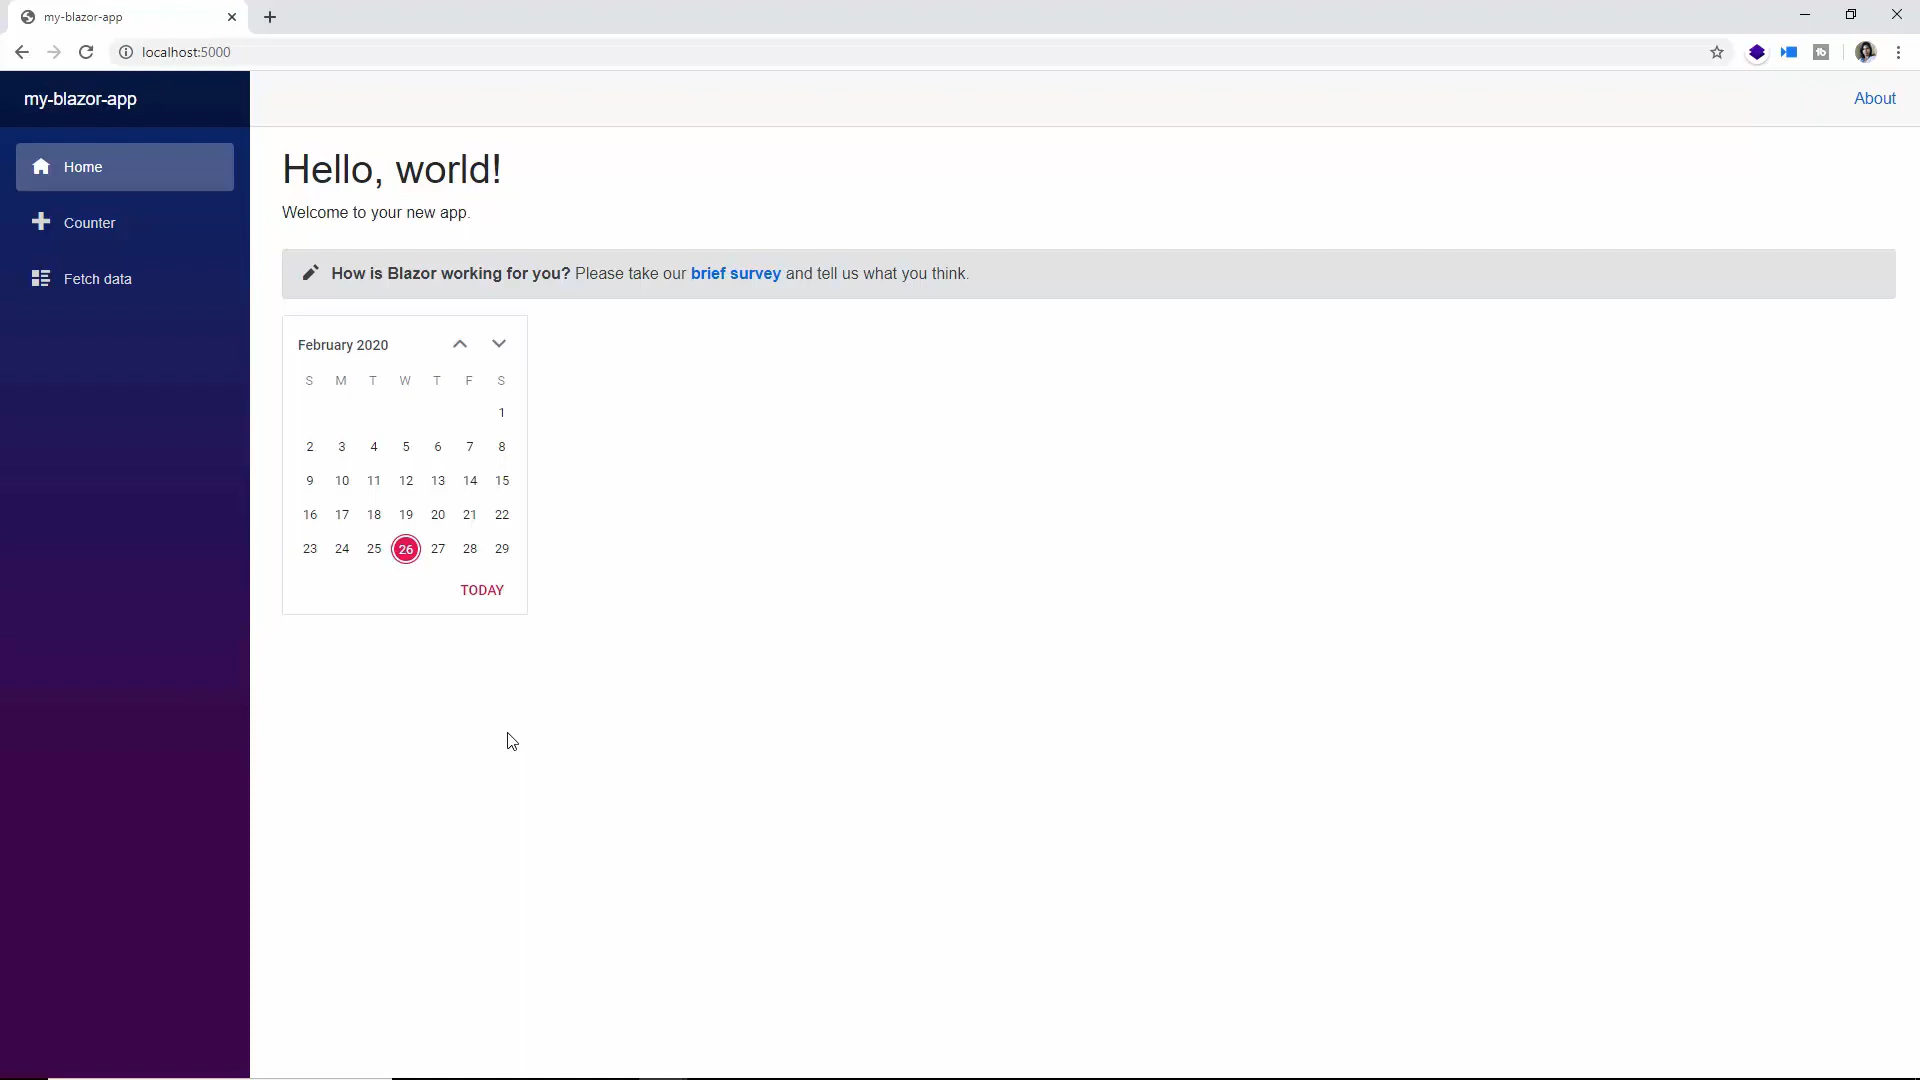 my-blazor-app
localhost:5000
my-blazor-app
About
Home
Counter
Fetch data
Hello, world!
Welcome to your new app.
How is Blazor working for you? Please take our brief survey and tell us what you think.
February 2020
S M T W T F S
1
2 3 4 5 6 7 8
9 10 11 12 13 14 15
16 17 18 19 20 21 22
23 24 25 26 27 28 29
TODAY